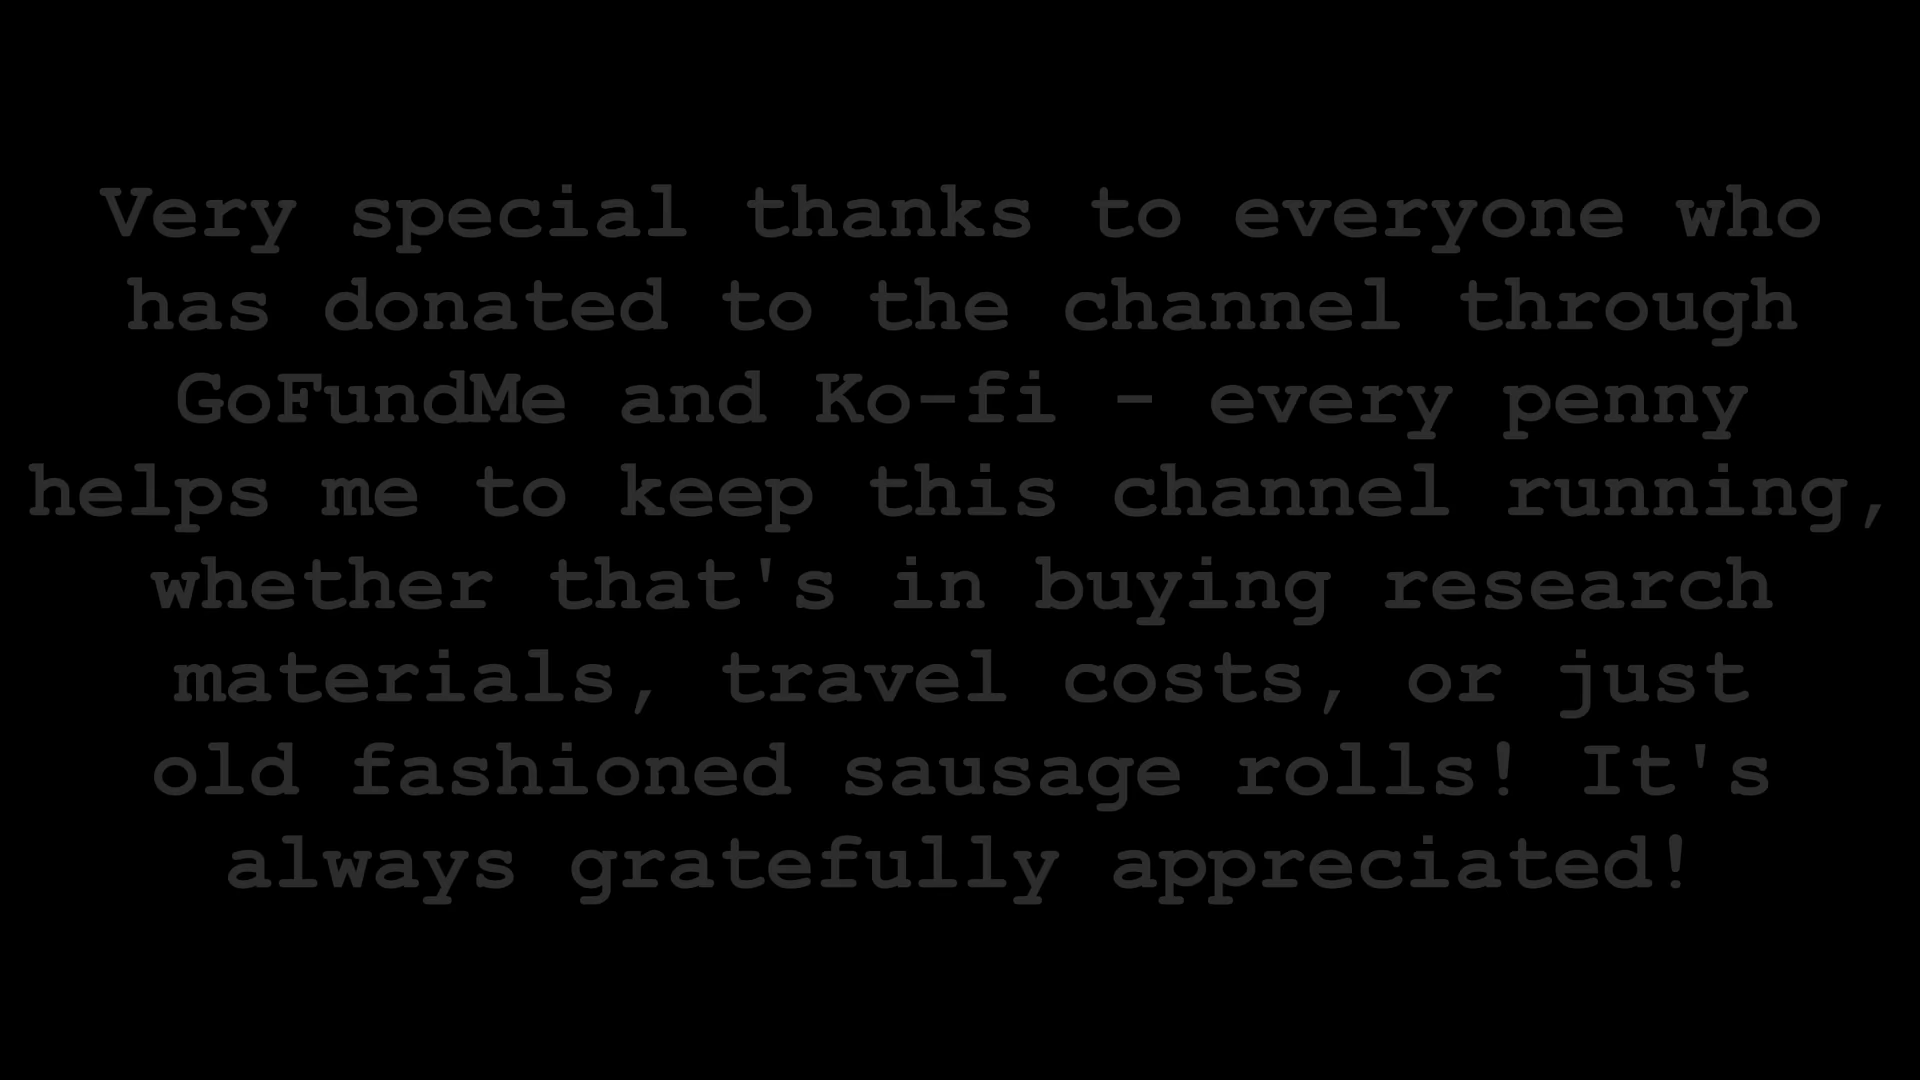 Very special thanks to everyone who
has donated to the channel through
GoFundMe and Ko-fi - every penny
helps me to keep this channel running,
whether that's in buying research
materials, travel costs, or just
old fashioned sausage rolls! It's
always gratefully appreciated!